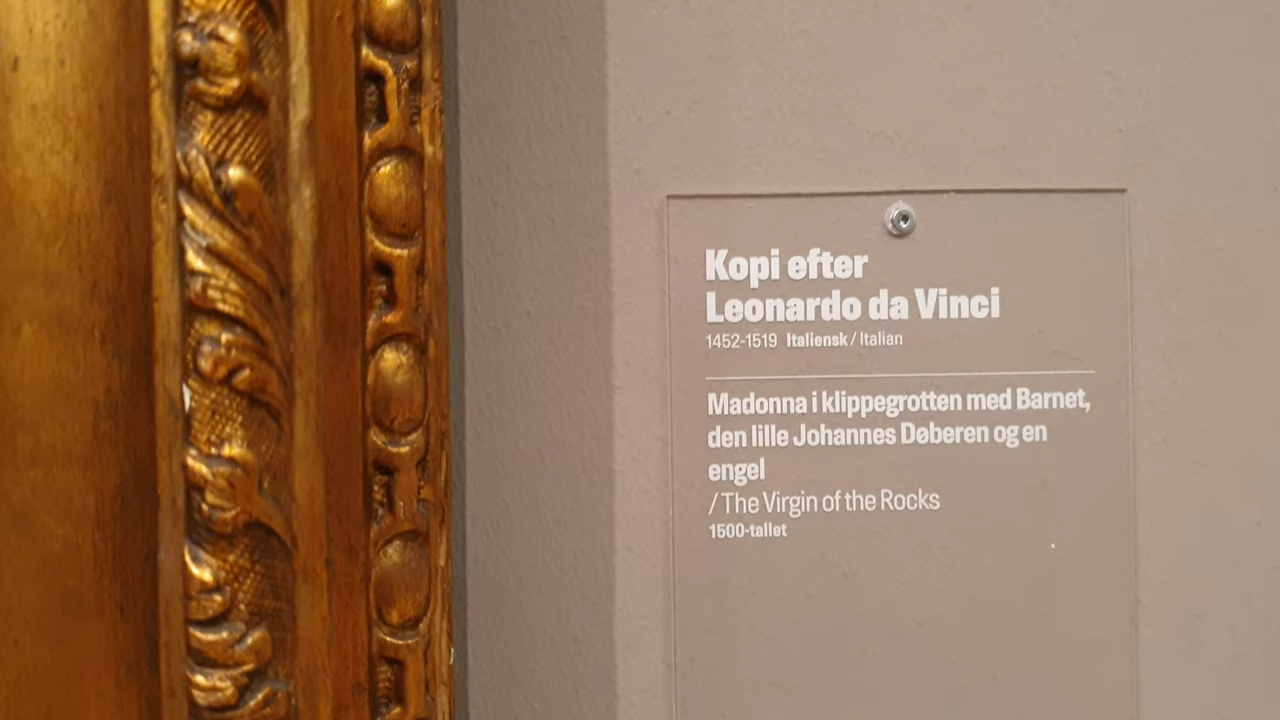 Kopi efter
Leonardo da Vinci
1452-1519 Italiensk / Italian
Madonna i klippegrotten med Barnet,
den lille Johannes Døberen og en
engel
/ The Virgin of the Rocks
1500-tallet